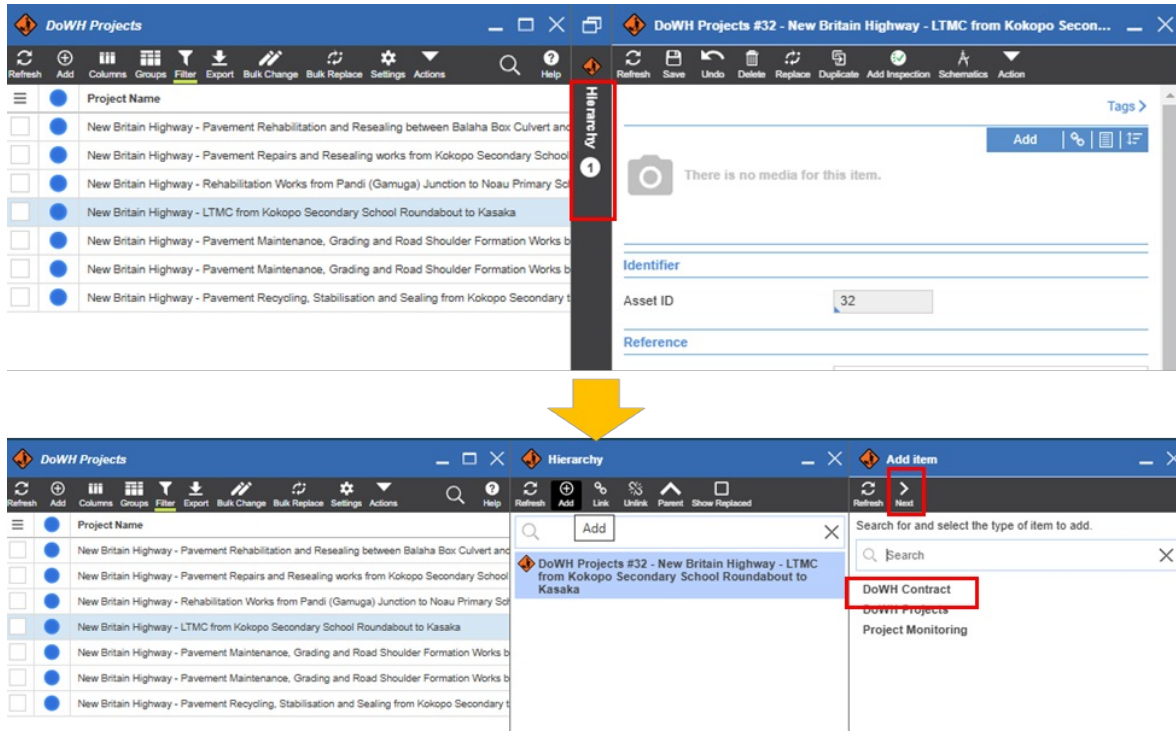 DoWH Projects
Refresh Add Columns Groups Filter Export Bulk Change Bulk Replace Settings Actions Help
Project Name
New Britain Highway - Pavement Rehabilitation and Resealing between Balaha Box Culvert and
New Britain Highway - Pavement Repairs and Resealing works from Kokopo Secondary School
New Britain Highway - Rehabilitation Works from Pandi (Gamuga) Junction to Noau Primary Sch
New Britain Highway - LTMC from Kokopo Secondary School Roundabout to Kasaka
New Britain Highway - Pavement Maintenance, Grading and Road Shoulder Formation Works b
New Britain Highway - Pavement Maintenance, Grading and Road Shoulder Formation Works b
New Britain Highway - Pavement Recycling, Stabilisation and Sealing from Kokopo Secondary t
Hierarchy 1
DoWH Projects #32 - New Britain Highway - LTMC from Kokopo Secon...
Refresh Save Undo Delete Replace Duplicate Add Inspection Schematics Action
Tags
Add
There is no media for this item.
Identifier
Asset ID 32
Reference
DoWH Projects
Refresh Add Columns Groups Filter Export Bulk Change Bulk Replace Settings Actions Help
Project Name
New Britain Highway - Pavement Rehabilitation and Resealing between Balaha Box Culvert and
New Britain Highway - Pavement Repairs and Resealing works from Kokopo Secondary School
New Britain Highway - Rehabilitation Works from Pandi (Gamuga) Junction to Noau Primary Sch
New Britain Highway - LTMC from Kokopo Secondary School Roundabout to Kasaka
New Britain Highway - Pavement Maintenance, Grading and Road Shoulder Formation Works b
New Britain Highway - Pavement Maintenance, Grading and Road Shoulder Formation Works b
New Britain Highway - Pavement Recycling, Stabilisation and Sealing from Kokopo Secondary t
Hierarchy
Refresh Add Link Unlink Parent Show Replaced
Add
DoWH Projects #32 - New Britain Highway - LTMC
from Kokopo Secondary School Roundabout to
Kasaka
Add item
Refresh Next
Search for and select the type of item to add.
Search
DoWH Contract
DoWH Projects
Project Monitoring